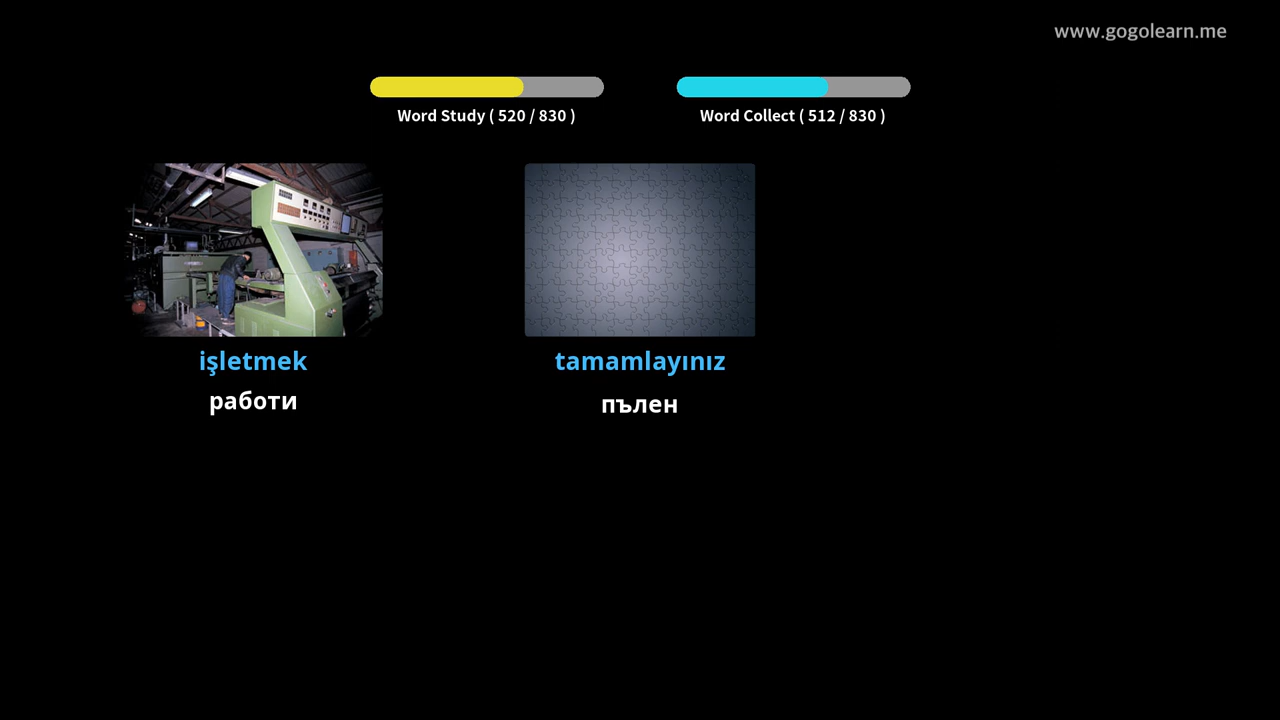 www.gogolearn.me
Word Study ( 520 / 830 )
Word Collect ( 512 / 830 )
işletmek
работи
tamamlayınız
пълен